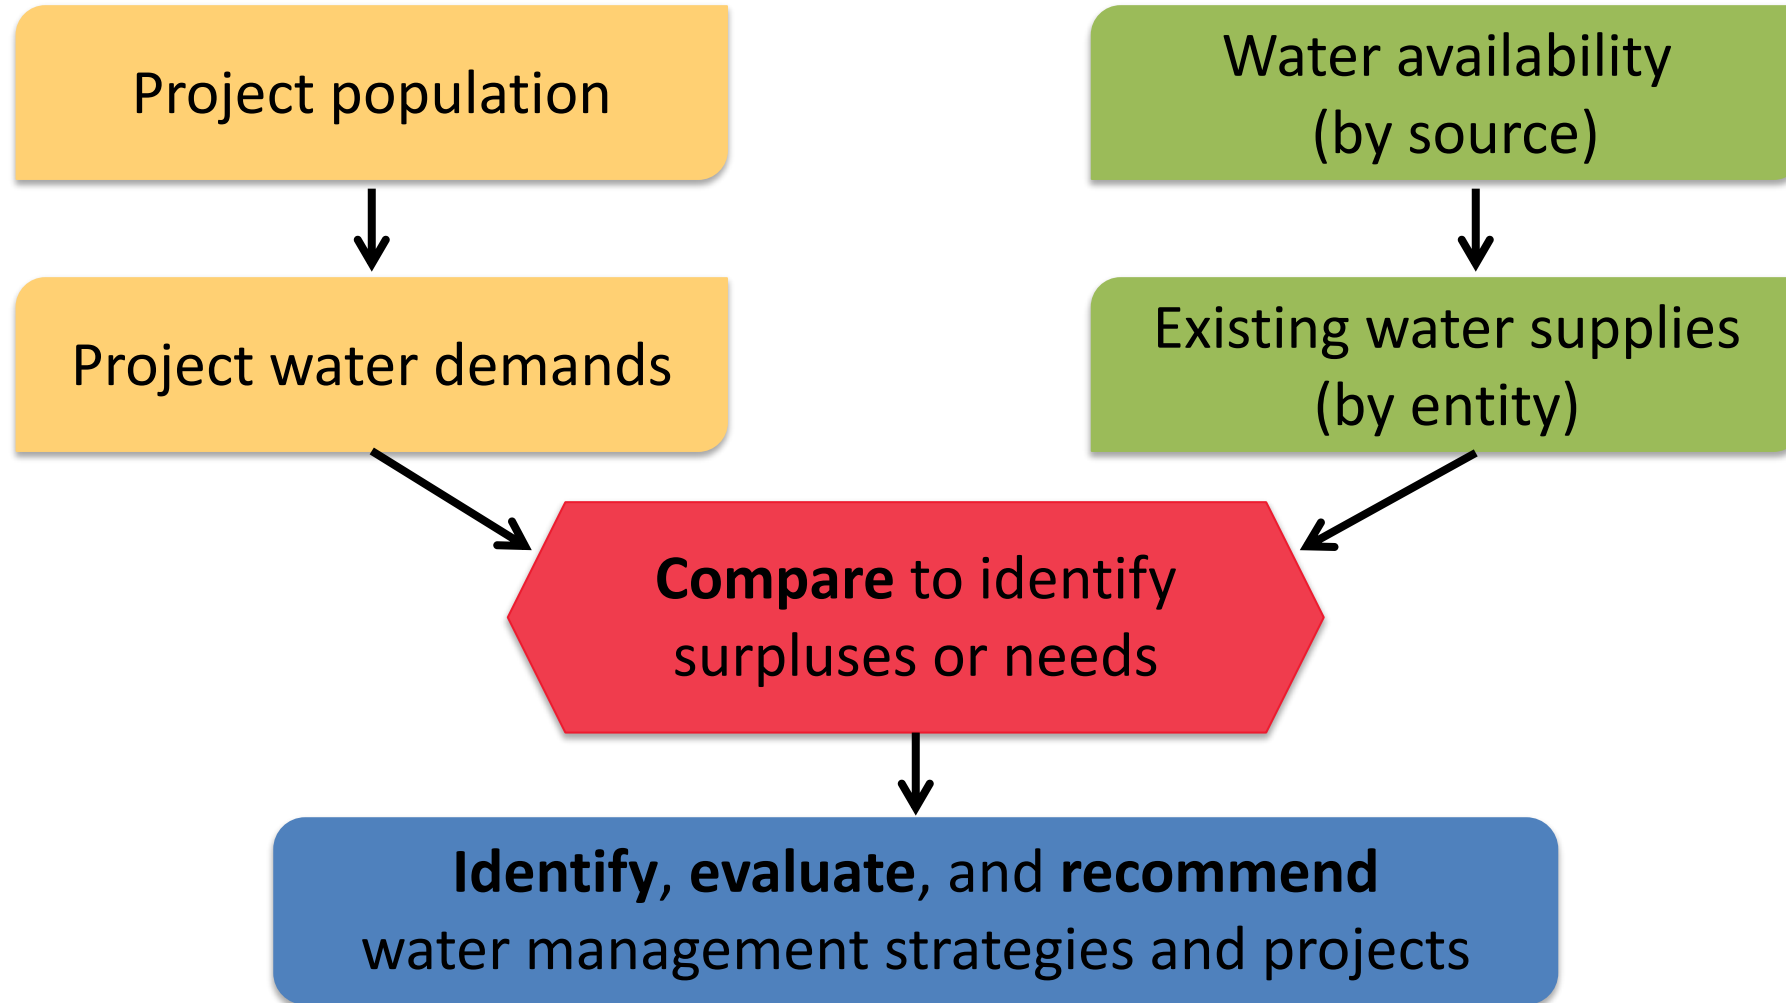 Project population
Water availability
(by source)
Project water demands
Existing water supplies
(by entity)
Compare to identify
surpluses or needs
Identify, evaluate, and recommend
water management strategies and projects